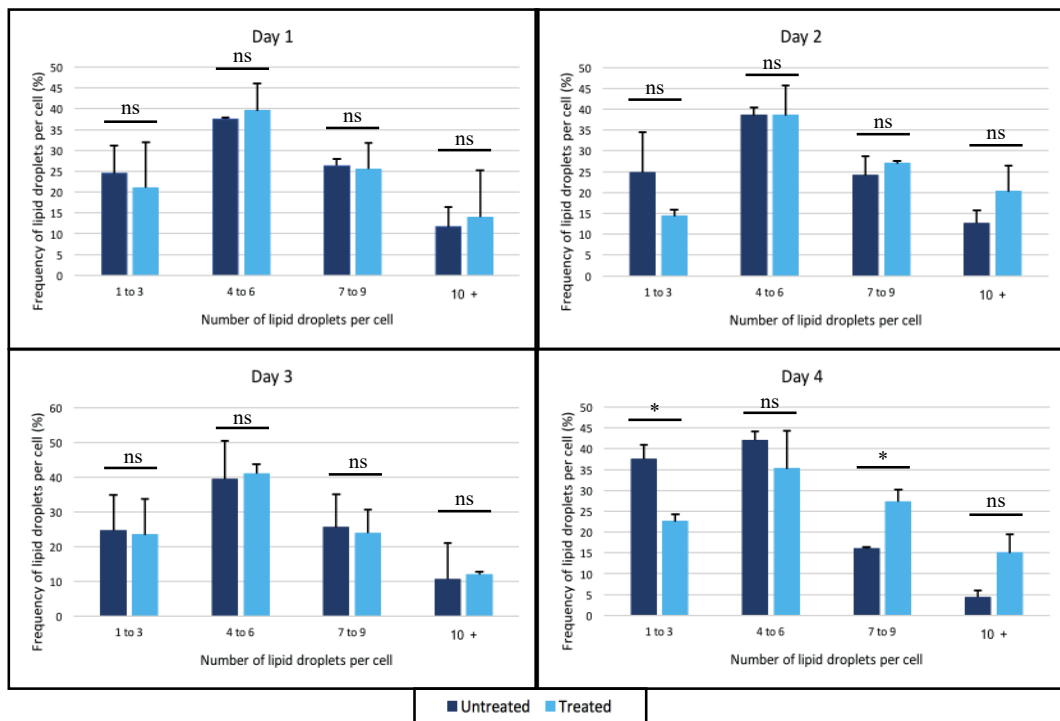 Day 1
Frequency of lipid droplets per cell (%)
50
45
40
35
30
25
20
15
10
5
0
ns
ns
ns
ns
1 to 3
4 to 6
7 to 9
10 +
Number of lipid droplets per cell
Day 2
Frequency of lipid droplets per cell (%)
50
45
40
35
30
25
20
15
10
5
0
ns
ns
ns
ns
1 to 3
4 to 6
7 to 9
10 +
Number of lipid droplets per cell
Day 3
Frequency of lipid droplets per cell (%)
60
50
40
30
20
10
0
ns
ns
ns
ns
1 to 3
4 to 6
7 to 9
10 +
Number of lipid droplets per cell
Day 4
Frequency of lipid droplets per cell (%)
50
45
40
35
30
25
20
15
10
5
0
*
ns
*
ns
1 to 3
4 to 6
7 to 9
10 +
Number of lipid droplets per cell
Untreated Treated